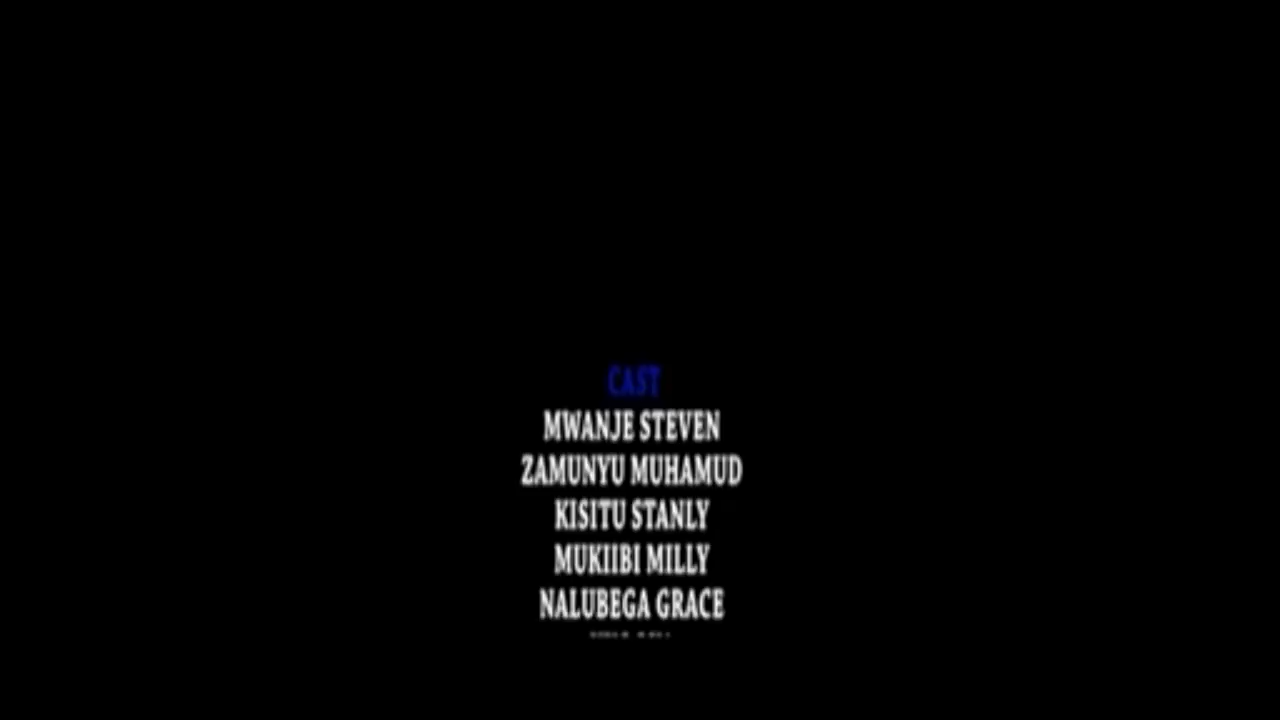 CAST
MWANJE STEVEN
ZAMUNYU MUHAMUD
KISITU STANLY
MUKIIBI MILLY
NALUBEGA GRACE